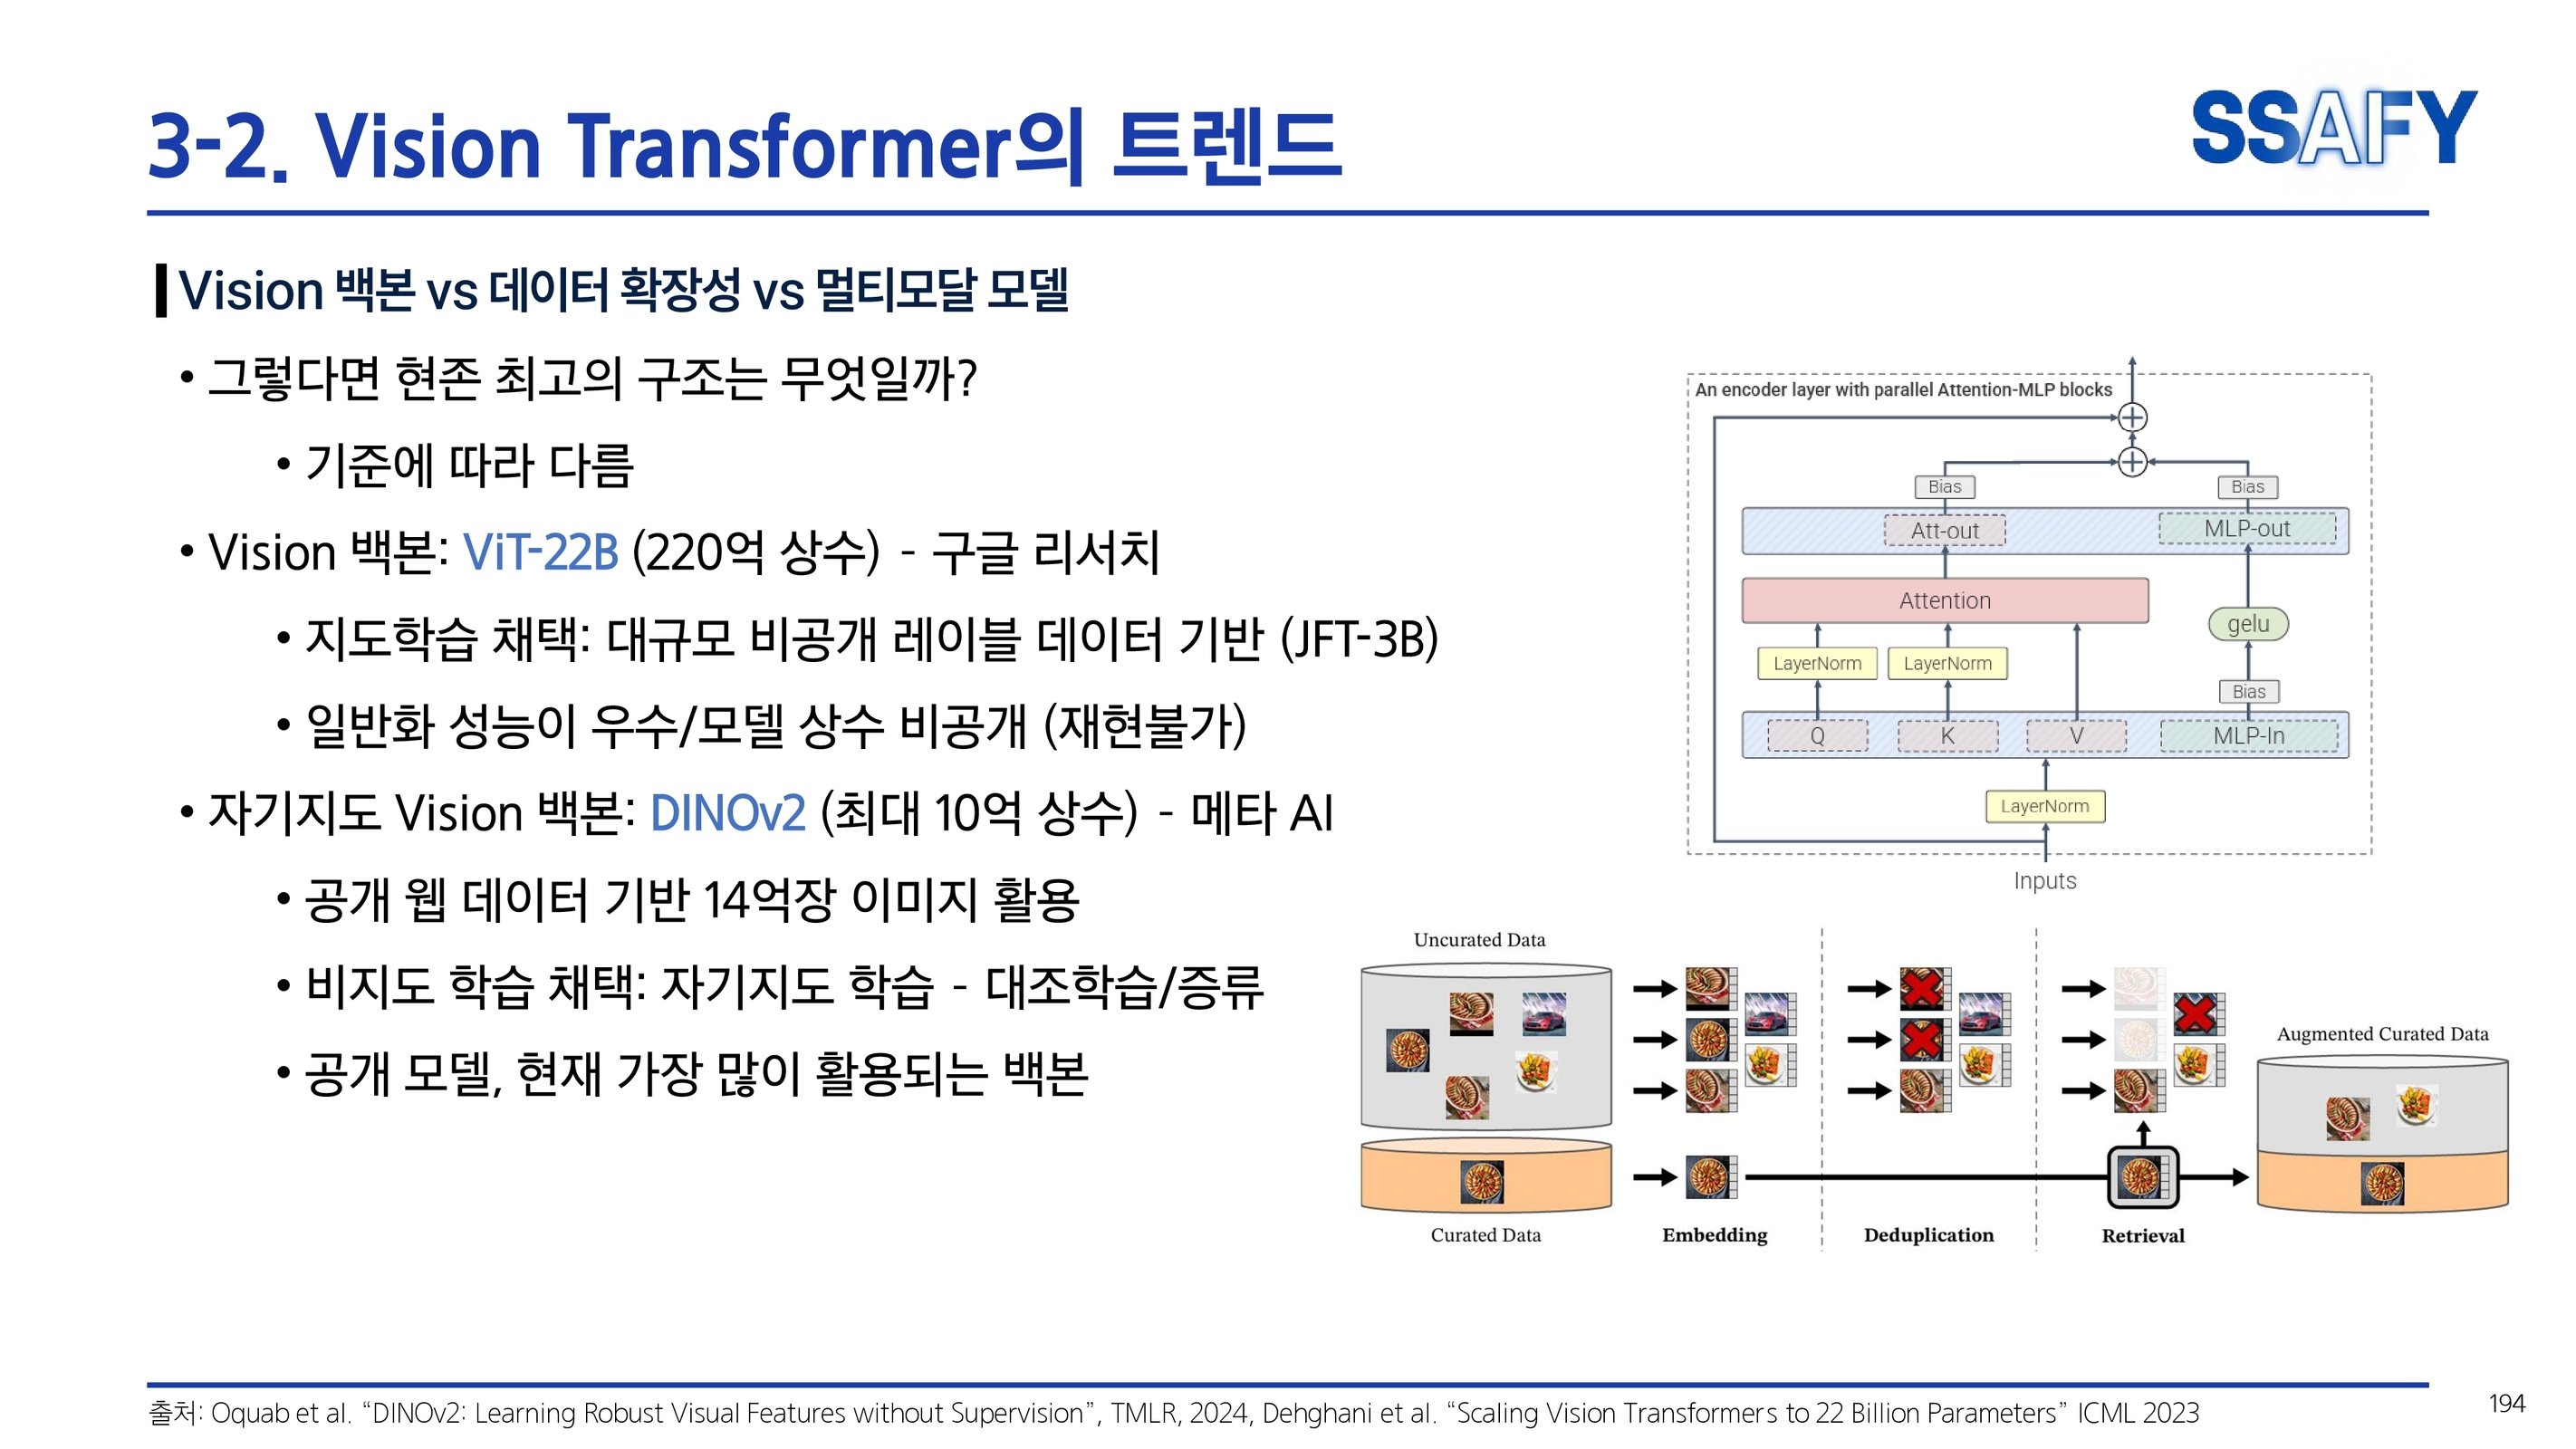 3-2. Vision Transformer의 트렌드
SSAFY
Vision 백본 vs 데이터 확장성 vs 멀티모달 모델
• 그렇다면 현존 최고의 구조는 무엇일까?
• 기준에 따라 다름
• Vision 백본: ViT-22B (220억 상수) - 구글 리서치
• 지도학습 채택: 대규모 비공개 레이블 데이터 기반 (JFT-3B)
• 일반화 성능이 우수/모델 상수 비공개 (재현불가)
• 자기지도 Vision 백본: DINOv2 (최대 10억 상수) - 메타 AI
• 공개 웹 데이터 기반 14억장 이미지 활용
• 비지도 학습 채택: 자기지도 학습 - 대조학습/증류
• 공개 모델, 현재 가장 많이 활용되는 백본
An encoder layer with parallel Attention-MLP blocks
Bias Bias
Att-out MLP-out
Attention
gelu
LayerNorm LayerNorm
Bias
Q K V MLP-In
LayerNorm
Inputs
Uncurated Data
Augmented Curated Data
Curated Data Embedding Deduplication Retrieval
출처: Oquab et al. “DINOv2: Learning Robust Visual Features without Supervision”, TMLR, 2024, Dehghani et al. “Scaling Vision Transformers to 22 Billion Parameters” ICML 2023
194